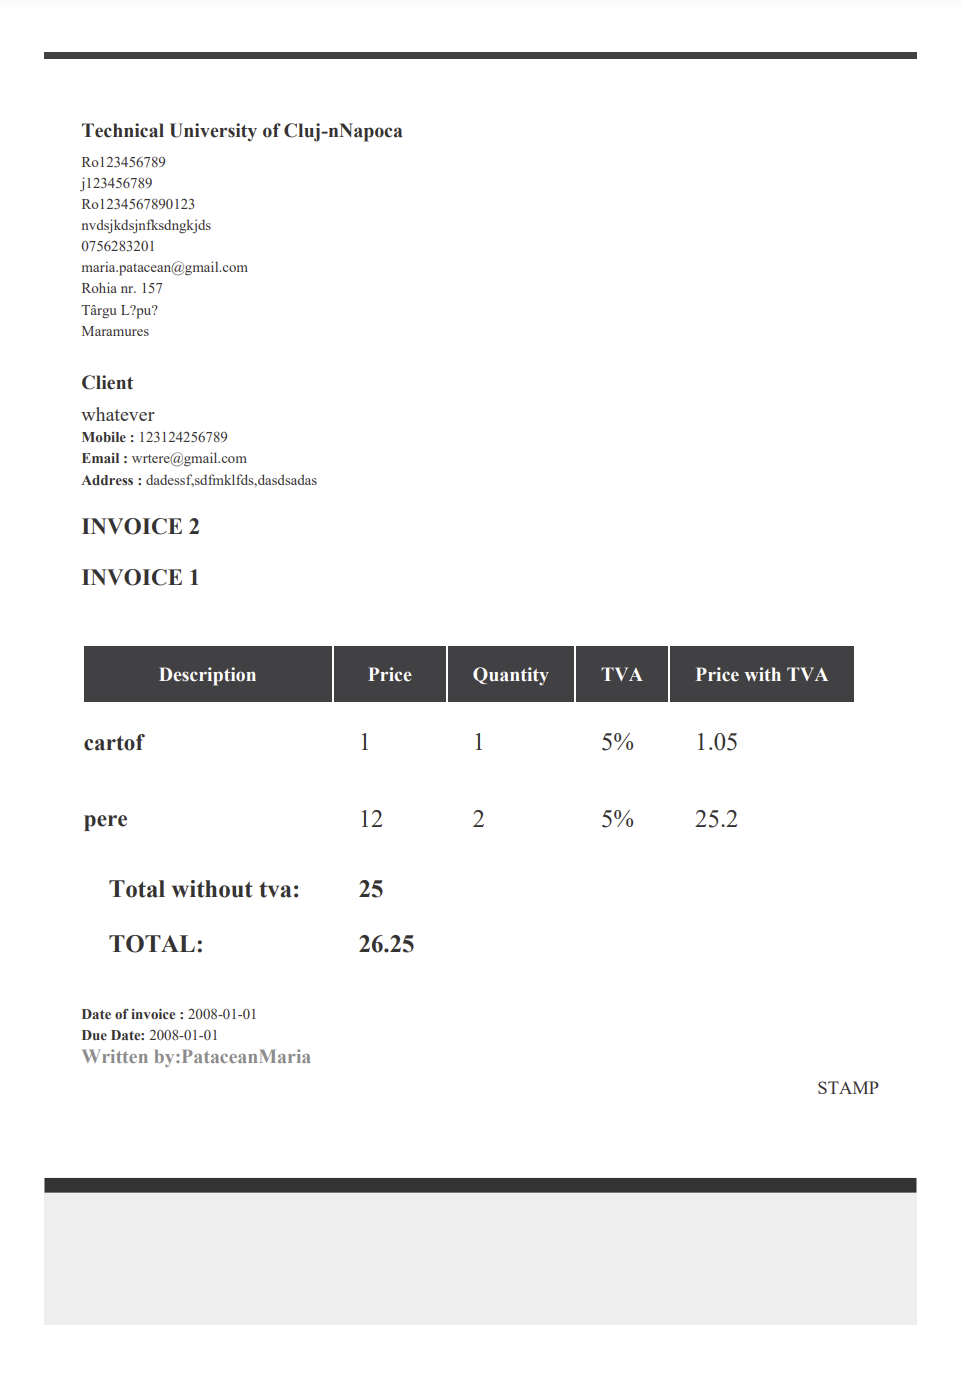 Technical University of Cluj-nNapoca
Ro123456789
j123456789
Ro1234567890123
nvdsjkdsjnfksdngkjds
0756283201
maria.patacean@gmail.com
Rohia nr. 157
Târgu L?pu?
Maramures
Client
whatever
Mobile : 123124256789
Email : wrtere@gmail.com
Address : dadessf,sdfmklfds,dasdsadas
INVOICE 2
INVOICE 1
Description Price Quantity TVA Price with TVA
cartof 1 1 5% 1.05
pere 12 2 5% 25.2
Total without tva: 25
TOTAL: 26.25
Date of invoice : 2008-01-01
Due Date: 2008-01-01
Written by:PataceanMaria
STAMP